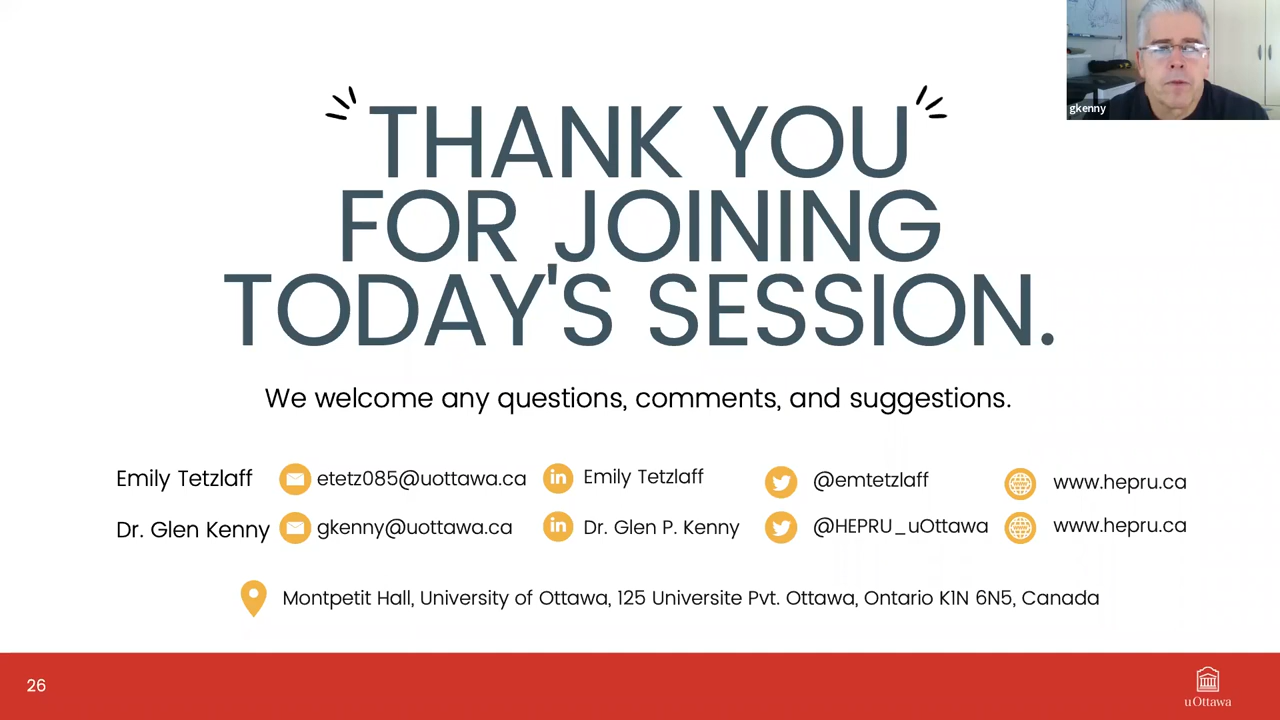 gkenny
THANK YOU
FOR JOINING
TODAY'S SESSION.
We welcome any questions, comments, and suggestions.
Emily Tetzlaff etetz085@uottawa.ca in Emily Tetzlaff @emtetzlaff www.hepru.ca
Dr. Glen Kenny gkenny@uottawa.ca in Dr. Glen P. Kenny @HEPRU_uOttawa www.hepru.ca
Montpetit Hall, University of Ottawa, 125 Universite Pvt. Ottawa, Ontario K1N 6N5, Canada
26
uOttawa